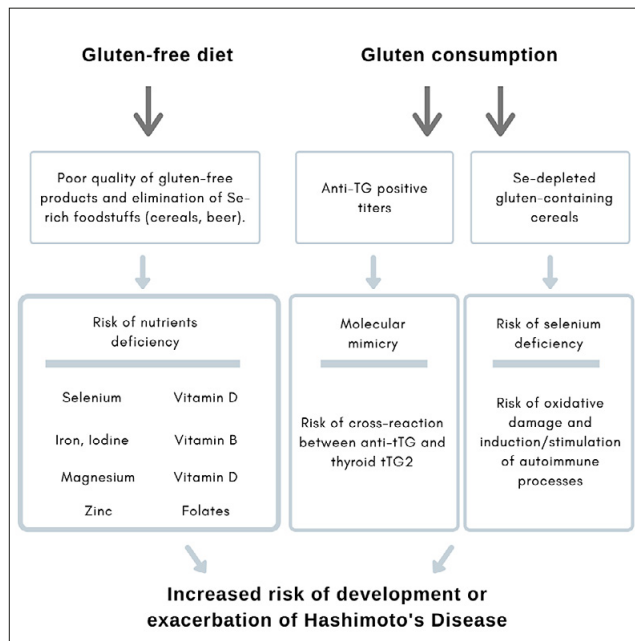 Gluten-free diet
Gluten consumption
Poor quality of gluten-free
products and elimination of Se-
rich foodstuffs (cereals, beer).
Anti-TG positive
titers
Se-depleted
gluten-containing
cereals
Risk of nutrients
deficiency
Selenium
Vitamin D
Iron, Iodine
Vitamin B
Magnesium
Vitamin D
Zinc
Folates
Molecular
mimicry
Risk of cross-reaction
between anti-tTG and
thyroid tTG2
Risk of selenium
deficiency
Risk of oxidative
damage and
induction/stimulation
of autoimmune
processes
Increased risk of development or
exacerbation of Hashimoto's Disease